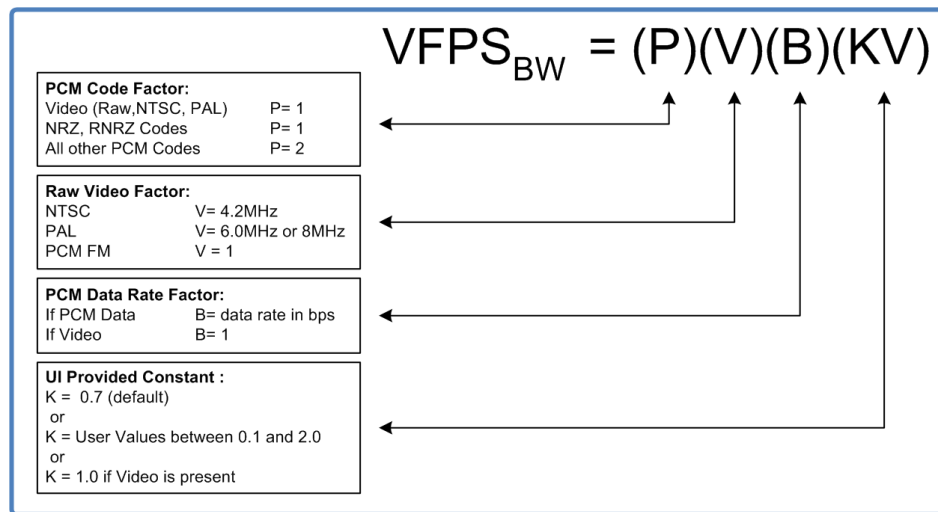 VFPS_BW = (P)(V)(B)(KV)
PCM Code Factor:
Video (Raw,NTSC, PAL) P= 1
NRZ, RNRZ Codes P= 1
All other PCM Codes P= 2
Raw Video Factor:
NTSC V= 4.2MHz
PAL V= 6.0MHz or 8MHz
PCM FM V = 1
PCM Data Rate Factor:
If PCM Data B= data rate in bps
If Video B= 1
UI Provided Constant :
K = 0.7 (default)
or
K = User Values between 0.1 and 2.0
or
K = 1.0 if Video is present